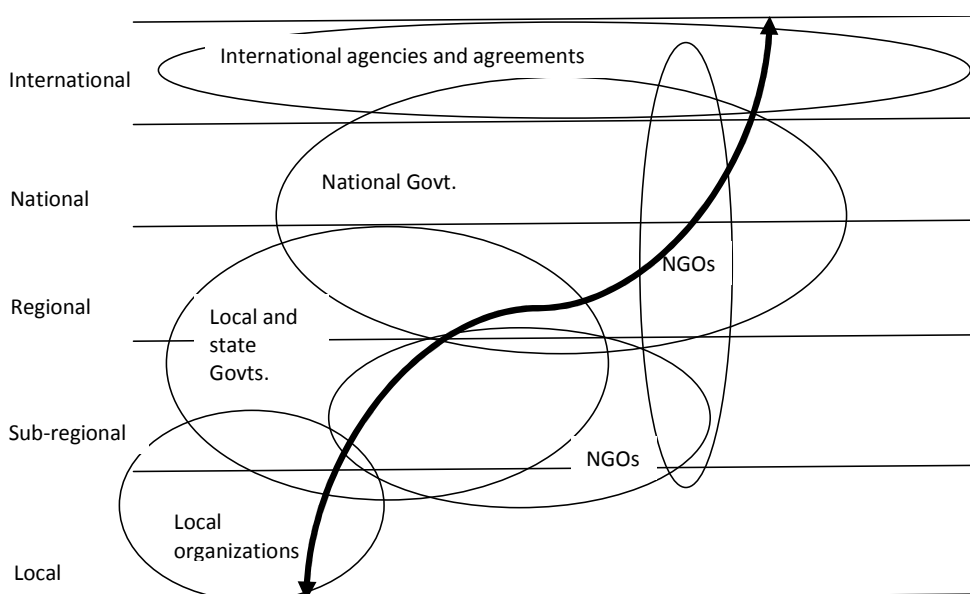 International agencies and agreements
International
National Govt.
National
NGOs
Regional
Local and
state
Govts.
Sub-regional
NGOs
Local
organizations
Local